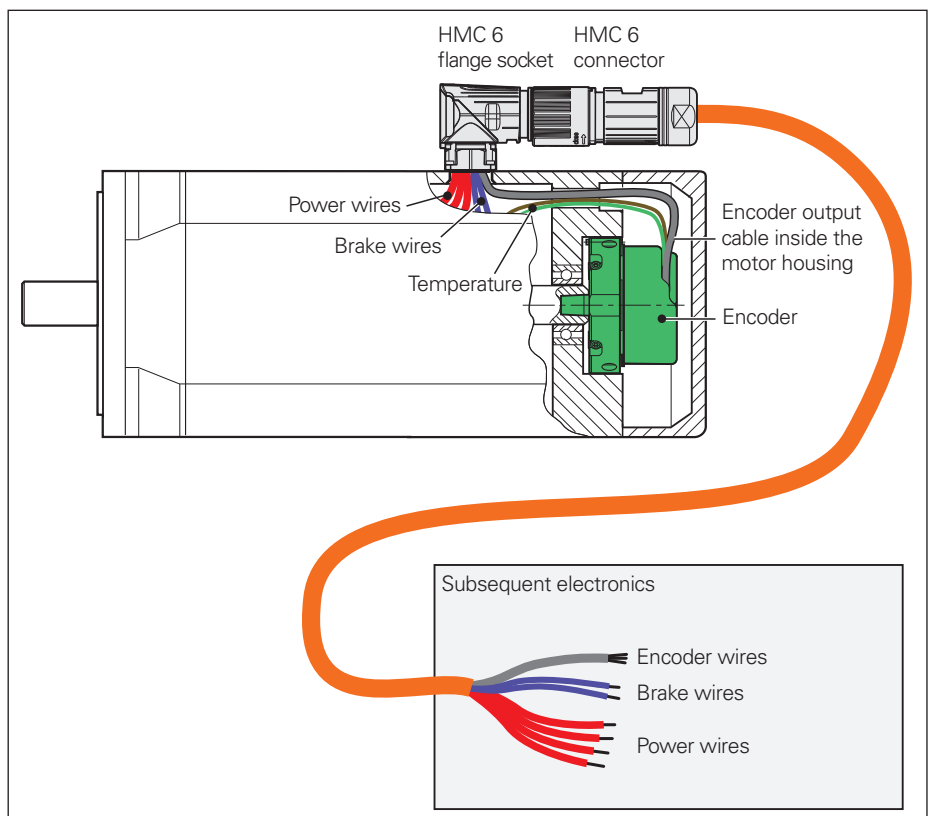 HMC 6
flange socket
HMC 6
connector
Power wires
Brake wires
Temperature
Encoder output
cable inside the
motor housing
Encoder
Subsequent electronics
Encoder wires
Brake wires
Power wires